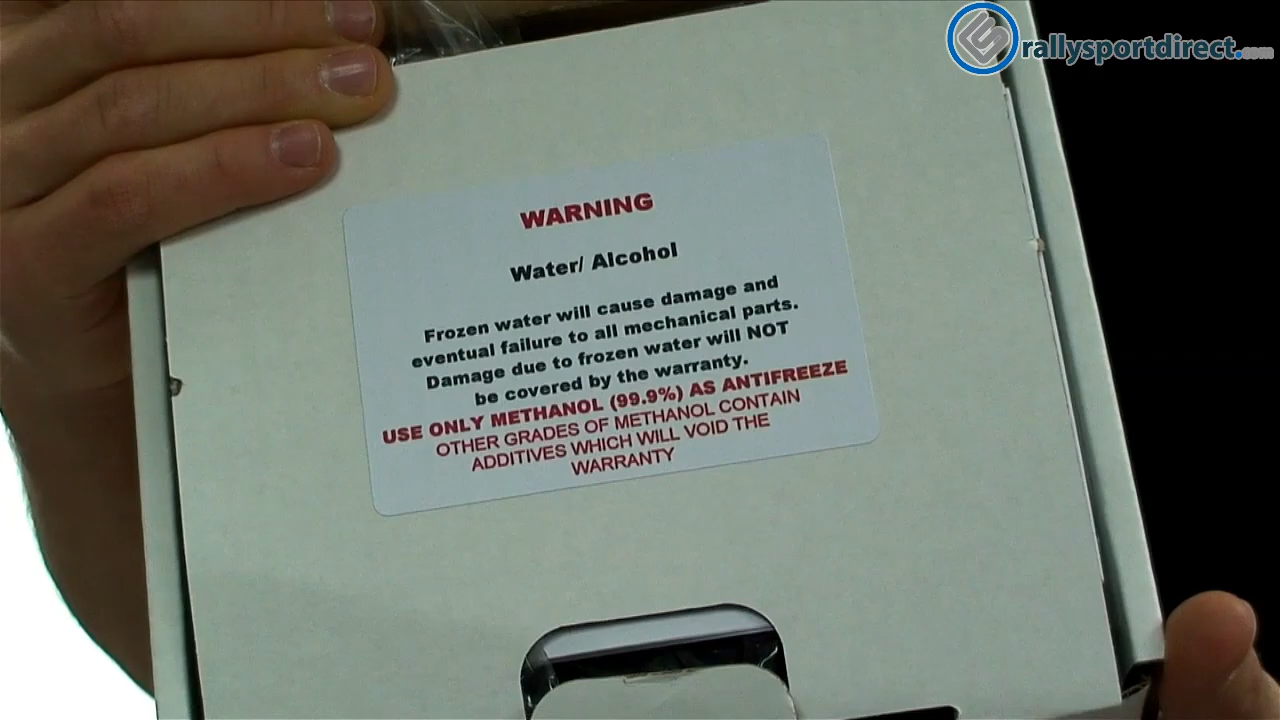 rallysportdirect.com
WARNING
Water/ Alcohol
Frozen water will cause damage and
eventual failure to all mechanical parts.
Damage due to frozen water will NOT
be covered by the warranty.
USE ONLY METHANOL (99.9%) AS ANTIFREEZE
OTHER GRADES OF METHANOL CONTAIN
ADDITIVES WHICH WILL VOID THE
WARRANTY